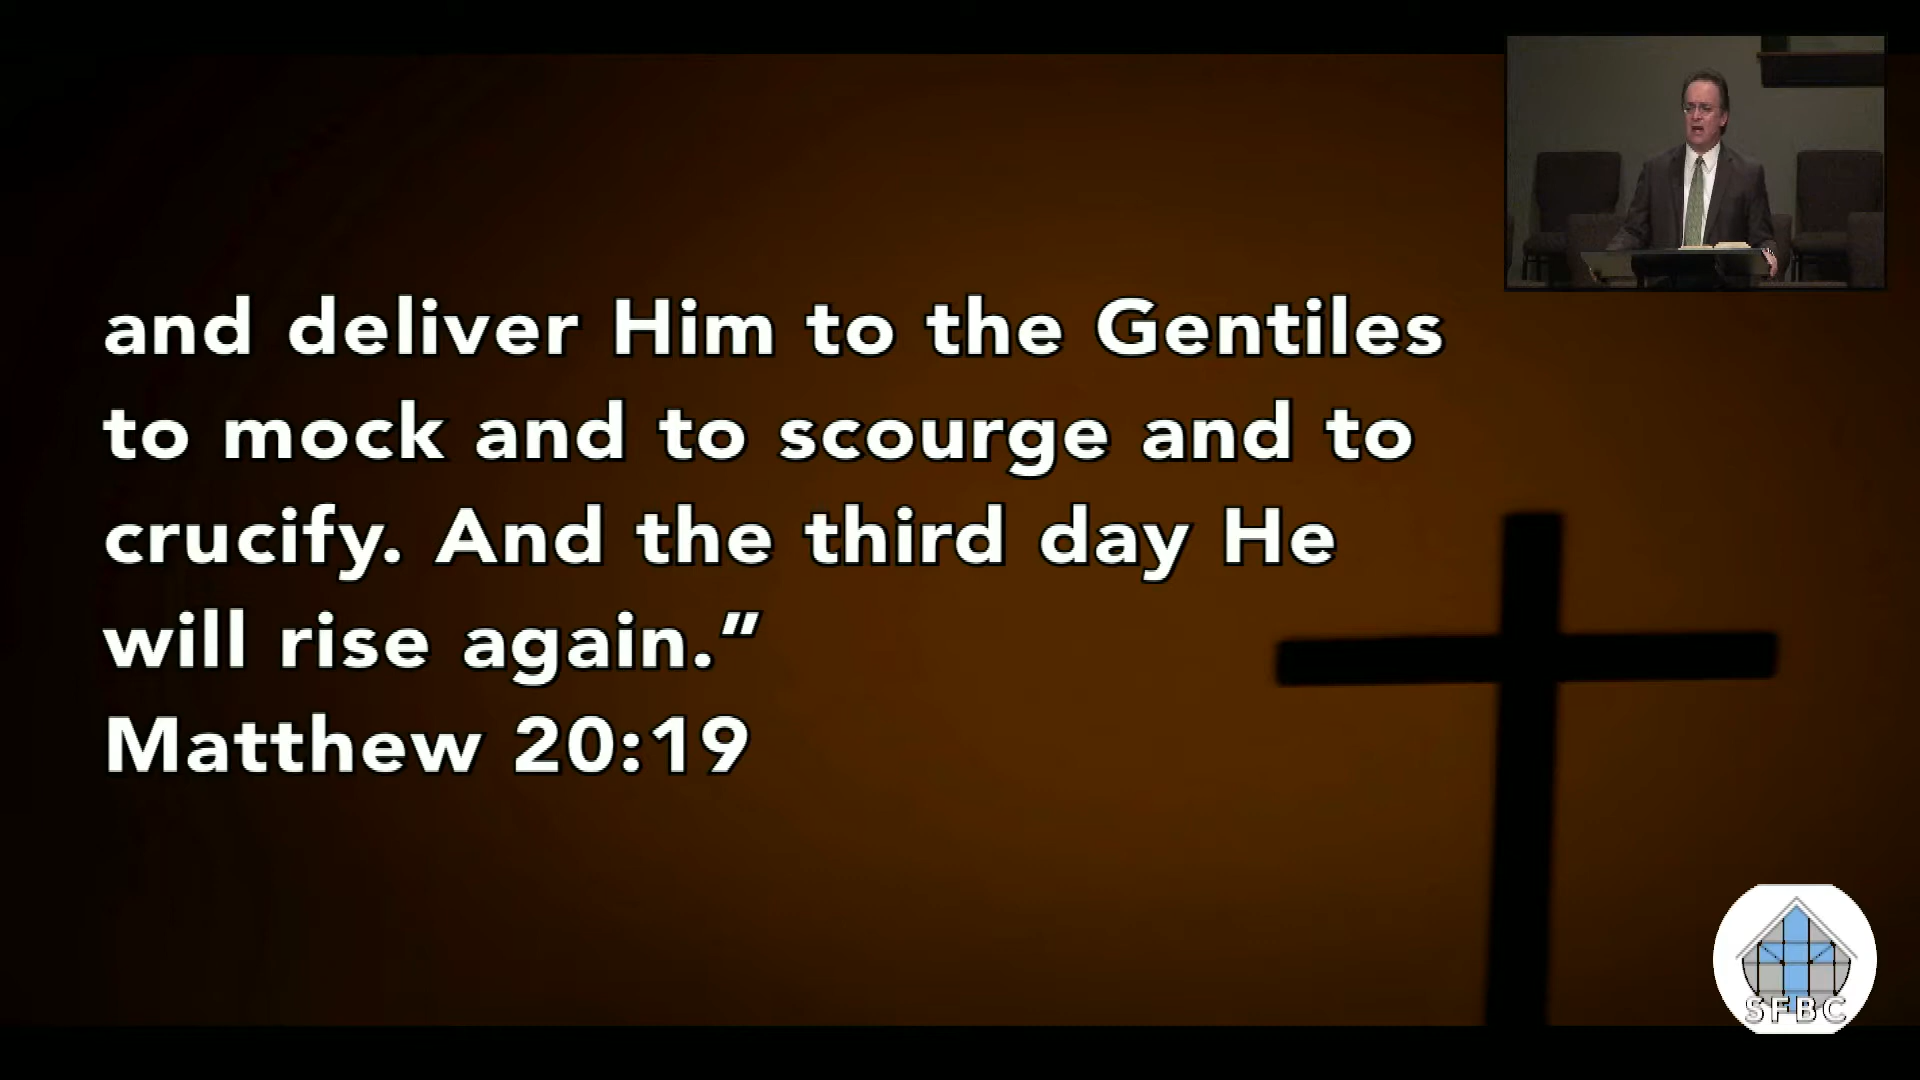 and deliver Him to the Gentiles
to mock and to scourge and to
crucify. And the third day He
will rise again.”
Matthew 20:19
SFBC